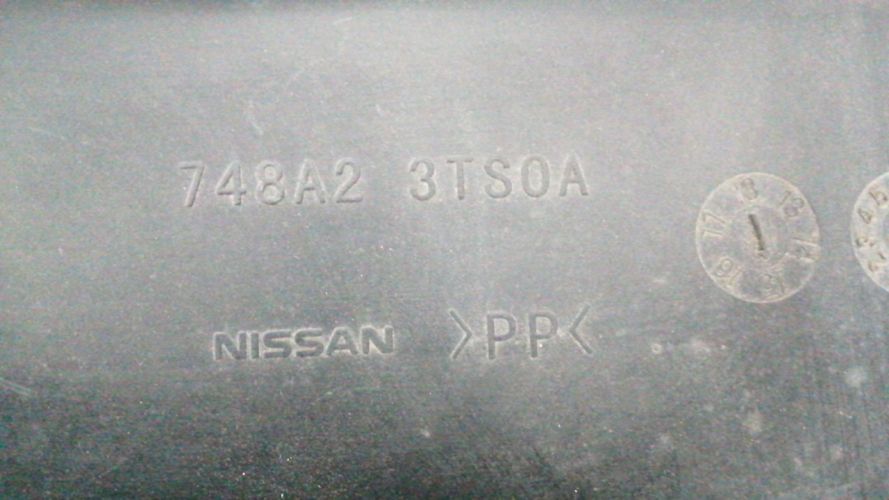 748A2 3TS0A
NISSAN >PP<